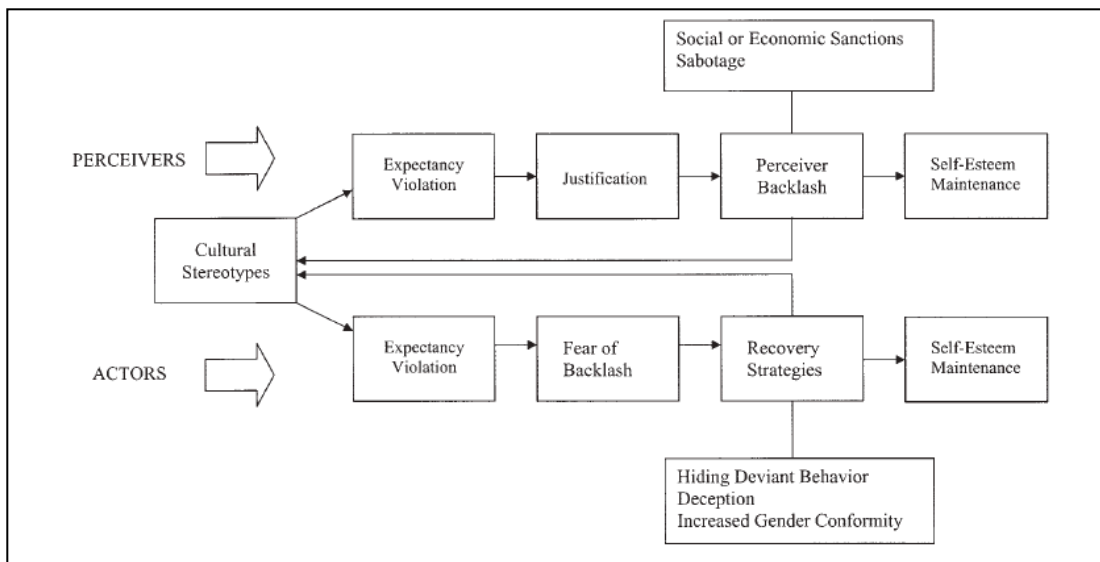 Social or Economic Sanctions
Sabotage
PERCEIVERS
Expectancy
Violation
Justification
Perceiver
Backlash
Self-Esteem
Maintenance
Cultural
Stereotypes
ACTORS
Expectancy
Violation
Fear of
Backlash
Recovery
Strategies
Self-Esteem
Maintenance
Hiding Deviant Behavior
Deception
Increased Gender Conformity